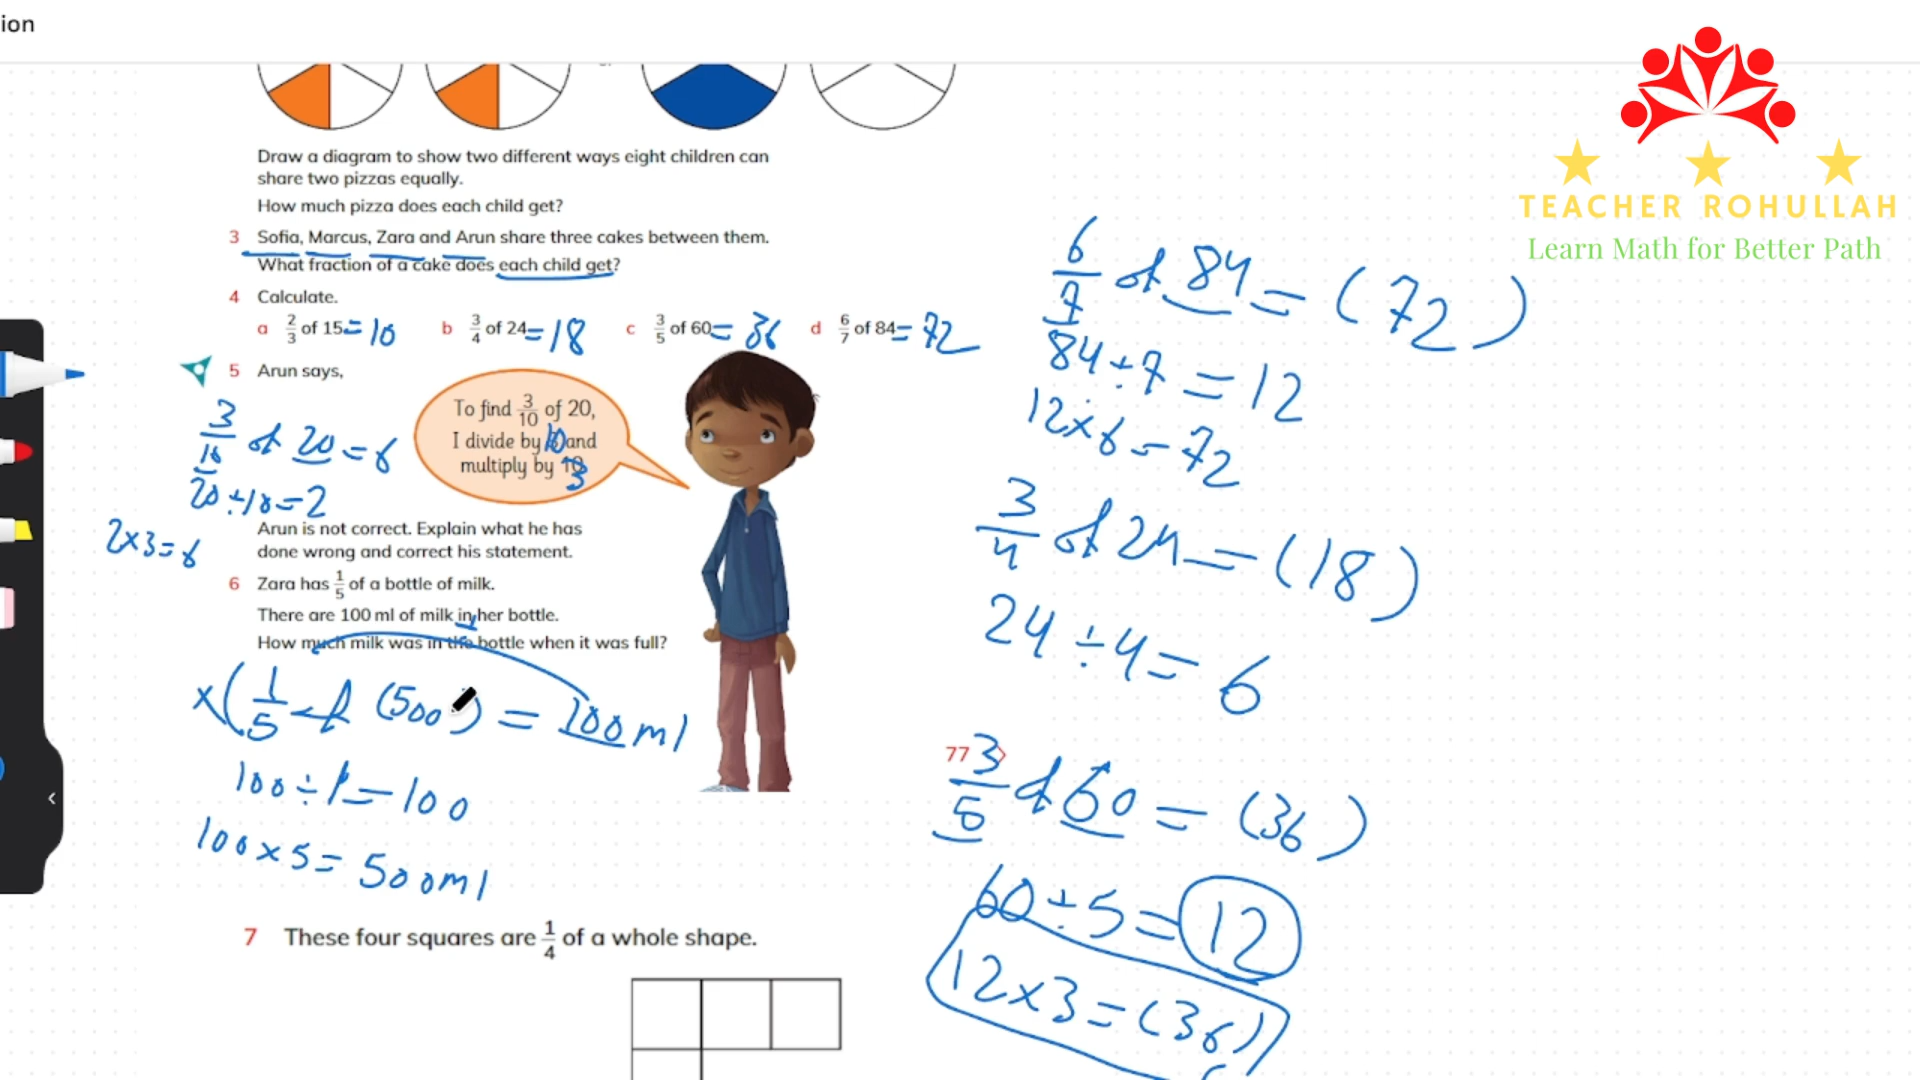 ion
TEACHER ROHULLAH
Learn Math for Better Path
Draw a diagram to show two different ways eight children can
share two pizzas equally.
How much pizza does each child get?
3 Sofia, Marcus, Zara and Arun share three cakes between them.
What fraction of a cake does each child get?
4 Calculate.
a 2/3 of 15 = 10 b 3/4 of 24 = 18 c 3/5 of 60 = 36 d 6/7 of 84 = 72
5 Arun says,
To find 3/10 of 20,
I divide by 10 and
multiply by 3
3/10 of 20 = 6
20 ÷ 10 = 2
2 x 3 = 6
Arun is not correct. Explain what he has
done wrong and correct his statement.
6 Zara has 1/5 of a bottle of milk.
There are 100 ml of milk in her bottle.
How much milk was in the bottle when it was full?
x ( 1/5 of (500) = 100 ml
100 ÷ 1 = 100
100 x 5 = 500 ml
7 These four squares are 1/4 of a whole shape.
6/7 of 84 = (72)
84 ÷ 7 = 12
12 x 6 = 72
3/4 of 24 = (18)
24 ÷ 4 = 6
77
3/5 of 60 = (36)
60 ÷ 5 = 12
12 x 3 = (36)